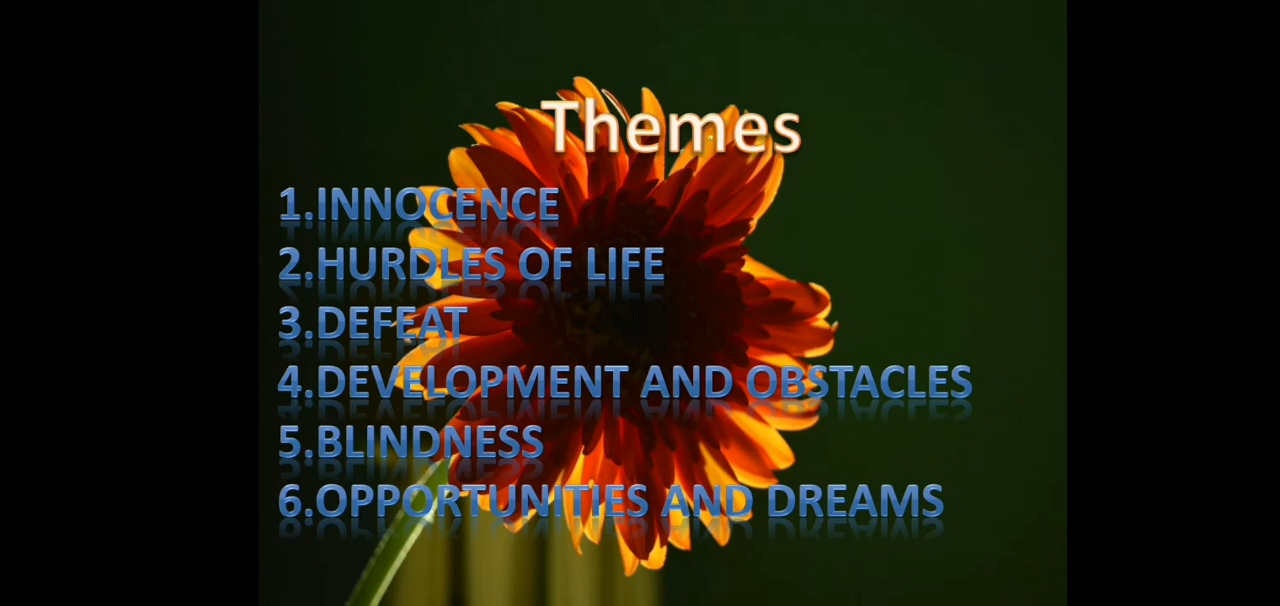 Themes
1.INNOCENCE
2.HURDLES OF LIFE
3.DEFEAT
4.DEVELOPMENT AND OBSTACLES
5.BLINDNESS
6.OPPORTUNITIES AND DREAMS